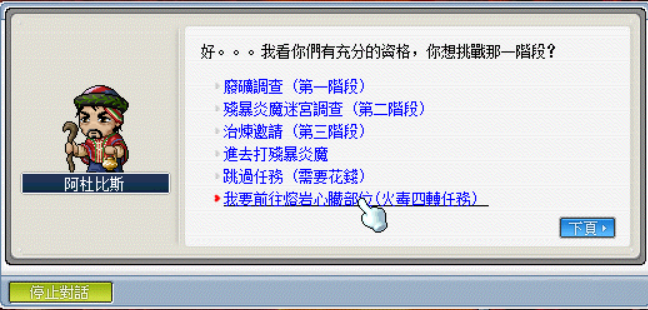 好。。。我看你們有充分的資格，你想挑戰那一階段?
廢礦調查 (第一階段)
殘暴炎魔迷宮調查 (第二階段)
治煉邀請 (第三階段)
進去打殘暴炎魔
跳過任務 (需要花錢)
我要前往熔岩心臟部位(火毒四轉任務)
阿杜比斯
下頁
停止對話